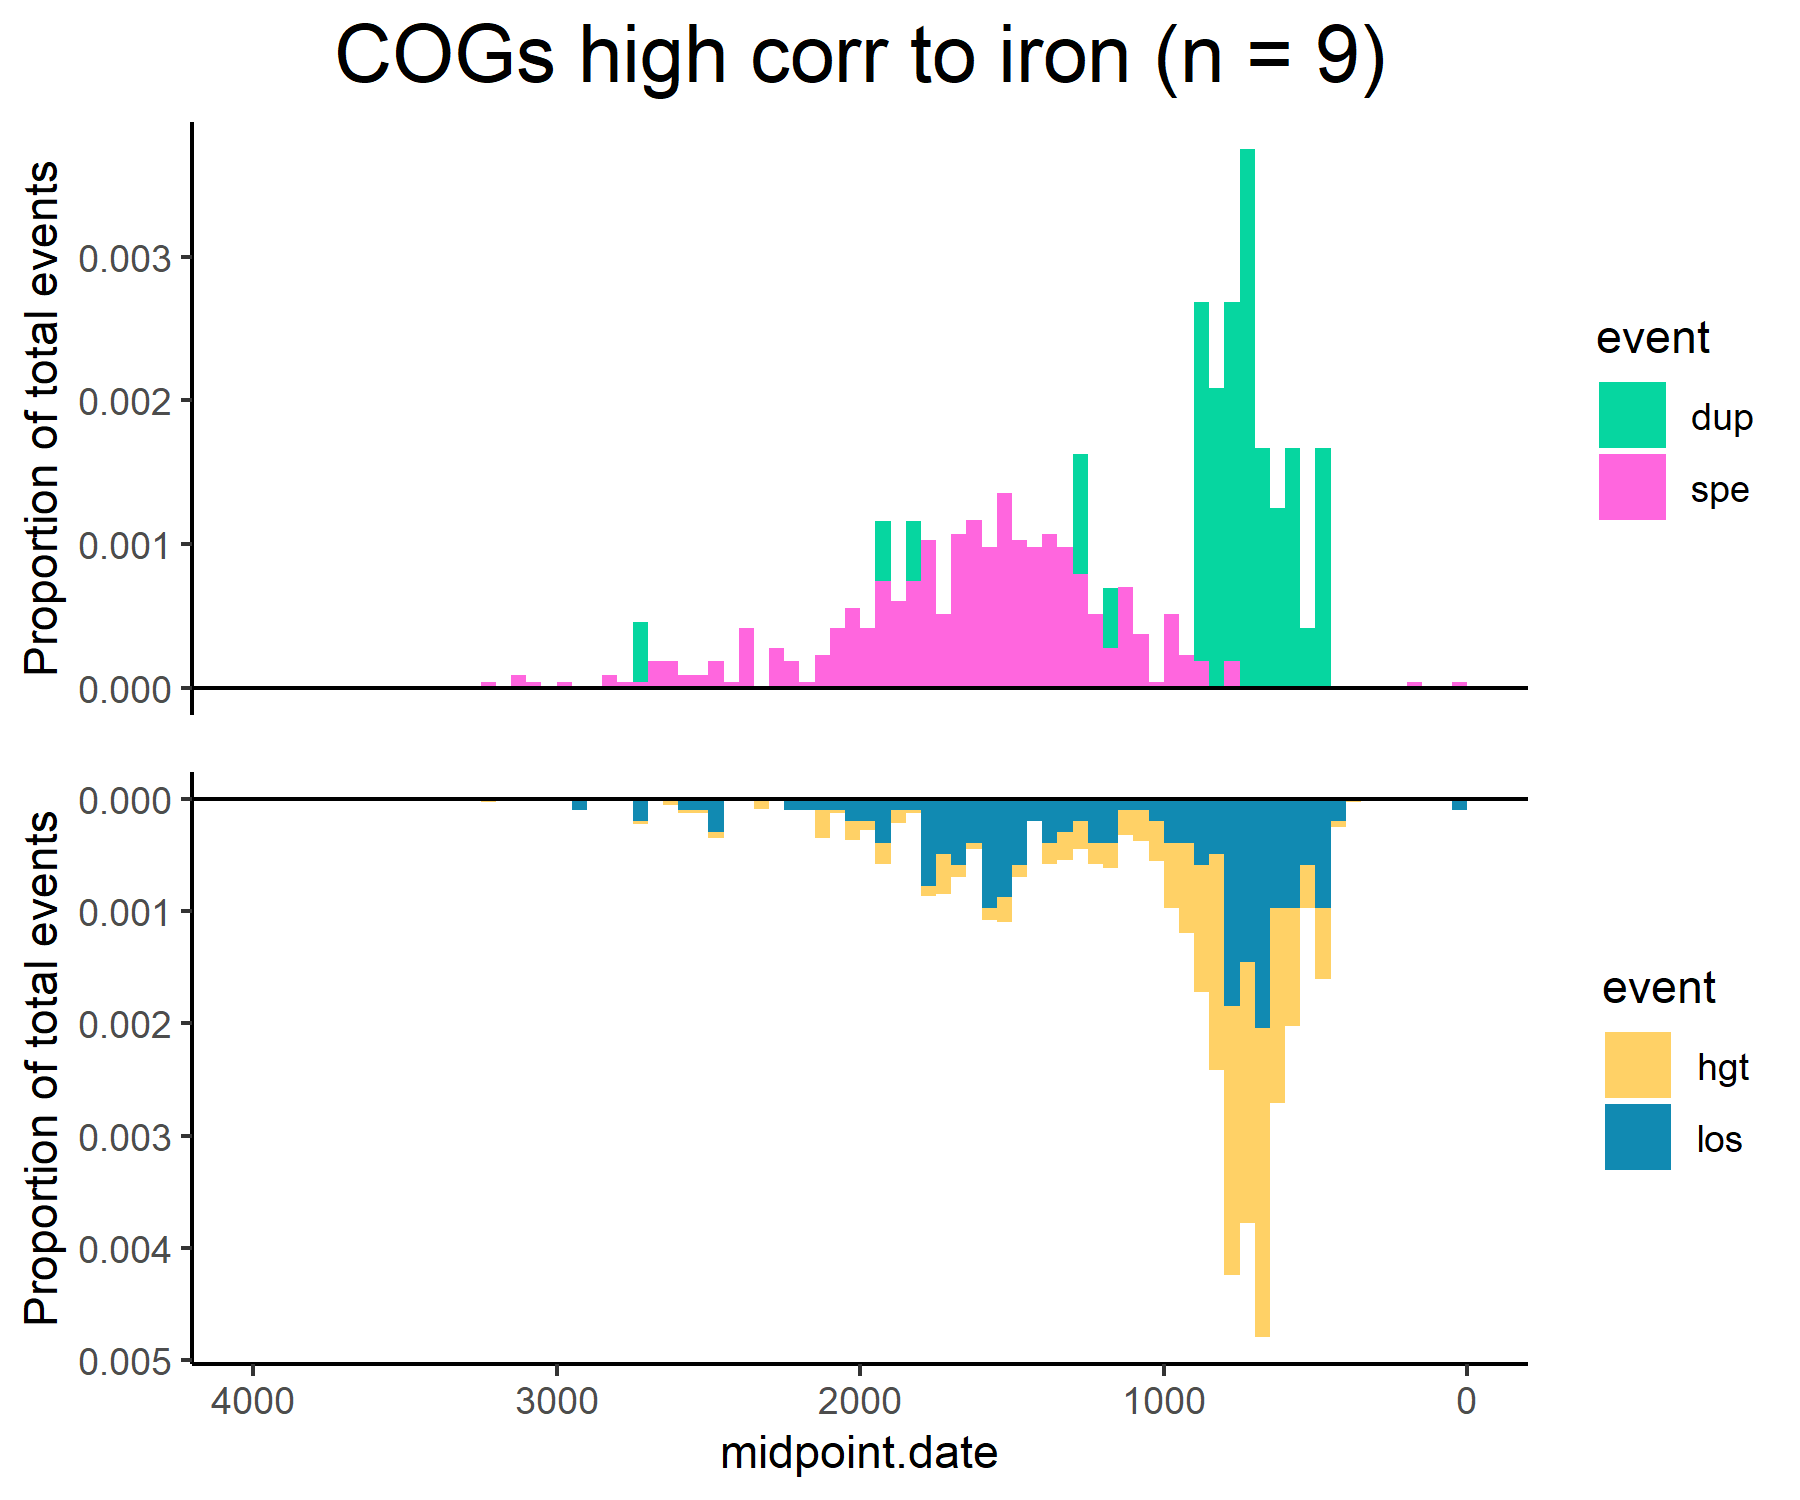 COGs high corr to iron (n = 9)
Proportion of total events
0.003
0.002
0.001
0.000
event
dup
spe
Proportion of total events
0.000
0.001
0.002
0.003
0.004
0.005
4000 3000 2000 1000 0
midpoint.date
event
hgt
los